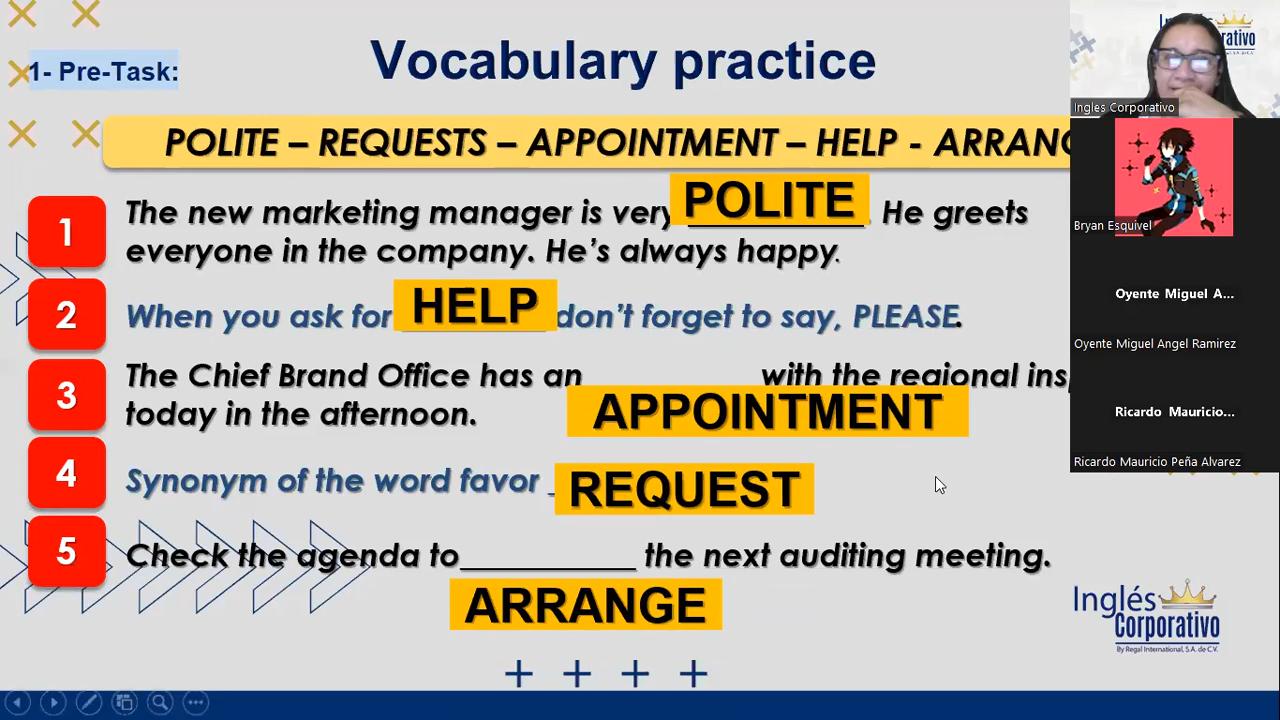 1- Pre-Task:
Vocabulary practice
POLITE – REQUESTS – APPOINTMENT – HELP - ARRANG
1
The new marketing manager is very POLITE. He greets
everyone in the company. He's always happy.
2
When you ask for HELP don't forget to say, PLEASE.
3
The Chief Brand Office has an with the regional ins
today in the afternoon.
APPOINTMENT
4
Synonym of the word favor _ REQUEST
5
Check the agenda to___________ the next auditing meeting.
ARRANGE
Inglés
Corporativo
By Regal International, S.A. de C.V.
Inglés
rativo
Ingles Corporativo
Bryan Esquivel
Oyente Miguel A...
Oyente Miguel Angel Ramirez
Ricardo Mauricio...
Ricardo Mauricio Peña Alvarez